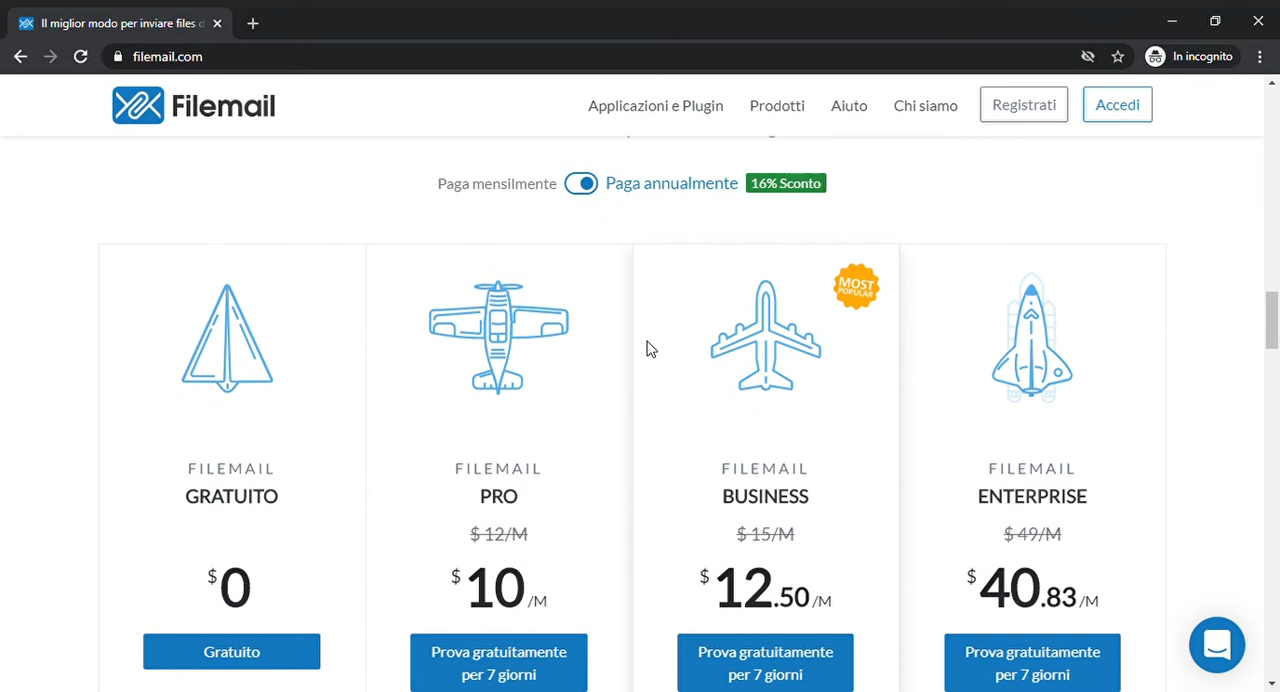 Il miglior modo per inviare files d
filemail.com
In incognito
Filemail
Applicazioni e Plugin
Prodotti
Aiuto
Chi siamo
Registrati
Accedi
Paga mensilmente
Paga annualmente
16% Sconto
MOST
POPULAR
FILEMAIL
GRATUITO
$0
Gratuito
FILEMAIL
PRO
$ 12/M
$10/M
Prova gratuitamente
per 7 giorni
FILEMAIL
BUSINESS
$ 15/M
$12.50/M
Prova gratuitamente
per 7 giorni
FILEMAIL
ENTERPRISE
$ 49/M
$40.83/M
Prova gratuitamente
per 7 giorni